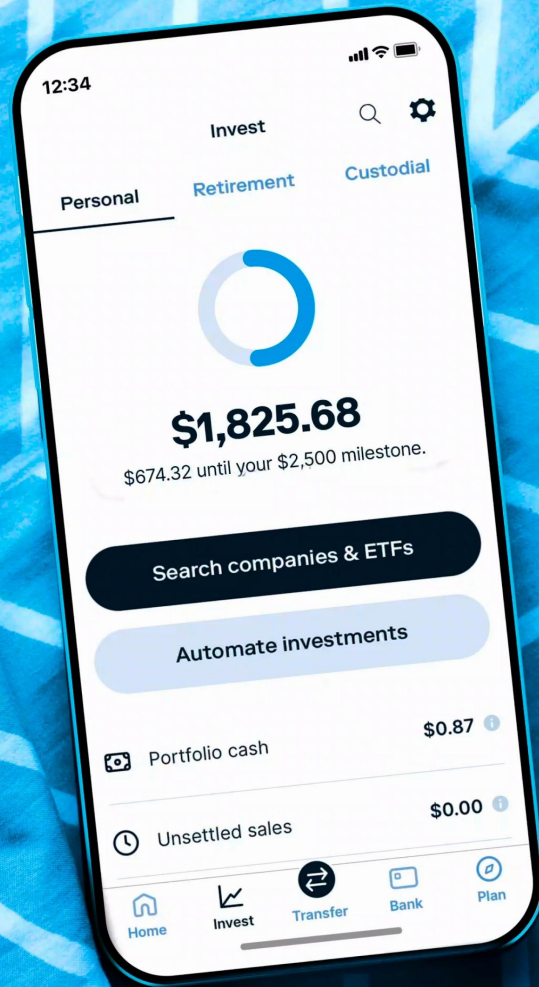 12:34
Invest
Personal
Retirement
Custodial
$1,825.68
$674.32 until your $2,500 milestone.
Search companies & ETFs
Automate investments
Portfolio cash
$0.87
Unsettled sales
$0.00
Home
Invest
Transfer
Bank
Plan